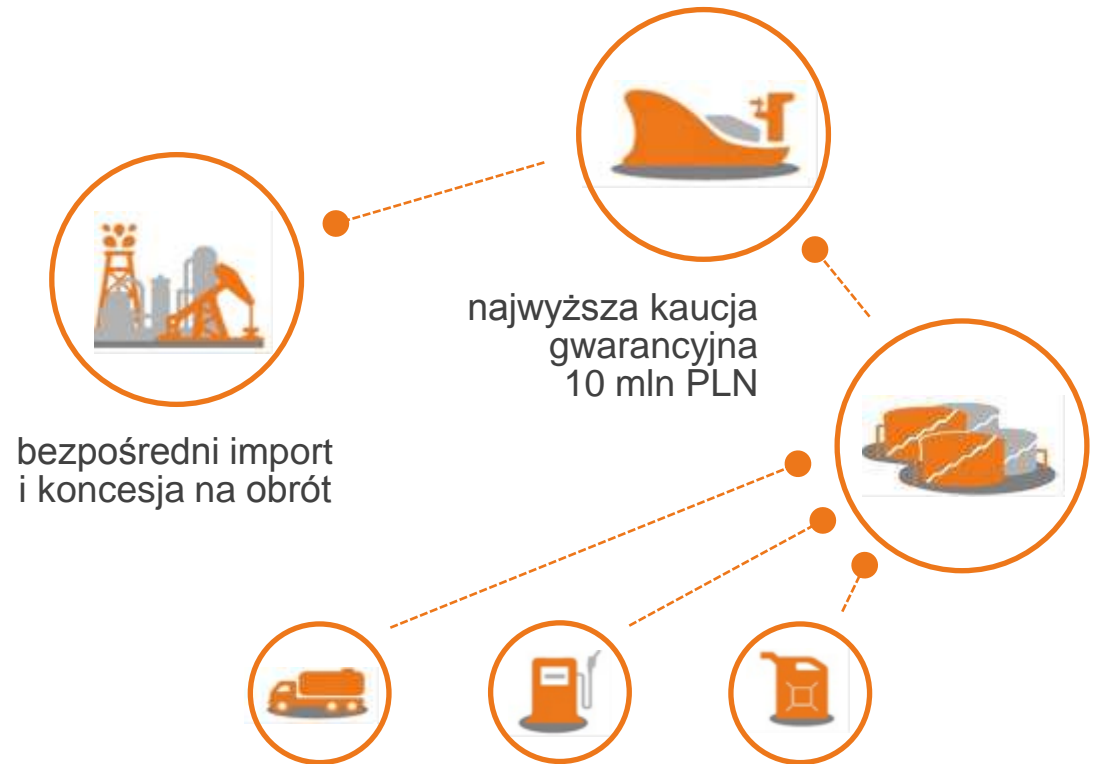 najwyższa kaucja
gwarancyjna
10 mln PLN
bezpośredni import
i koncesja na obrót